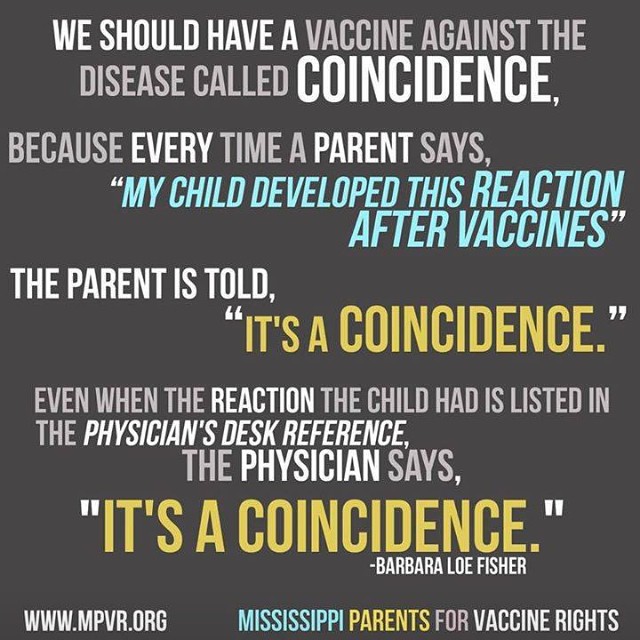 WE SHOULD HAVE A VACCINE AGAINST THE
DISEASE CALLED COINCIDENCE,
BECAUSE EVERY TIME A PARENT SAYS,
“MY CHILD DEVELOPED THIS REACTION
AFTER VACCINES”
THE PARENT IS TOLD,
“IT'S A COINCIDENCE.”
EVEN WHEN THE REACTION THE CHILD HAD IS LISTED IN
THE PHYSICIAN'S DESK REFERENCE,
THE PHYSICIAN SAYS,
"IT'S A COINCIDENCE."
-BARBARA LOE FISHER
WWW.MPVR.ORG MISSISSIPPI PARENTS FOR VACCINE RIGHTS